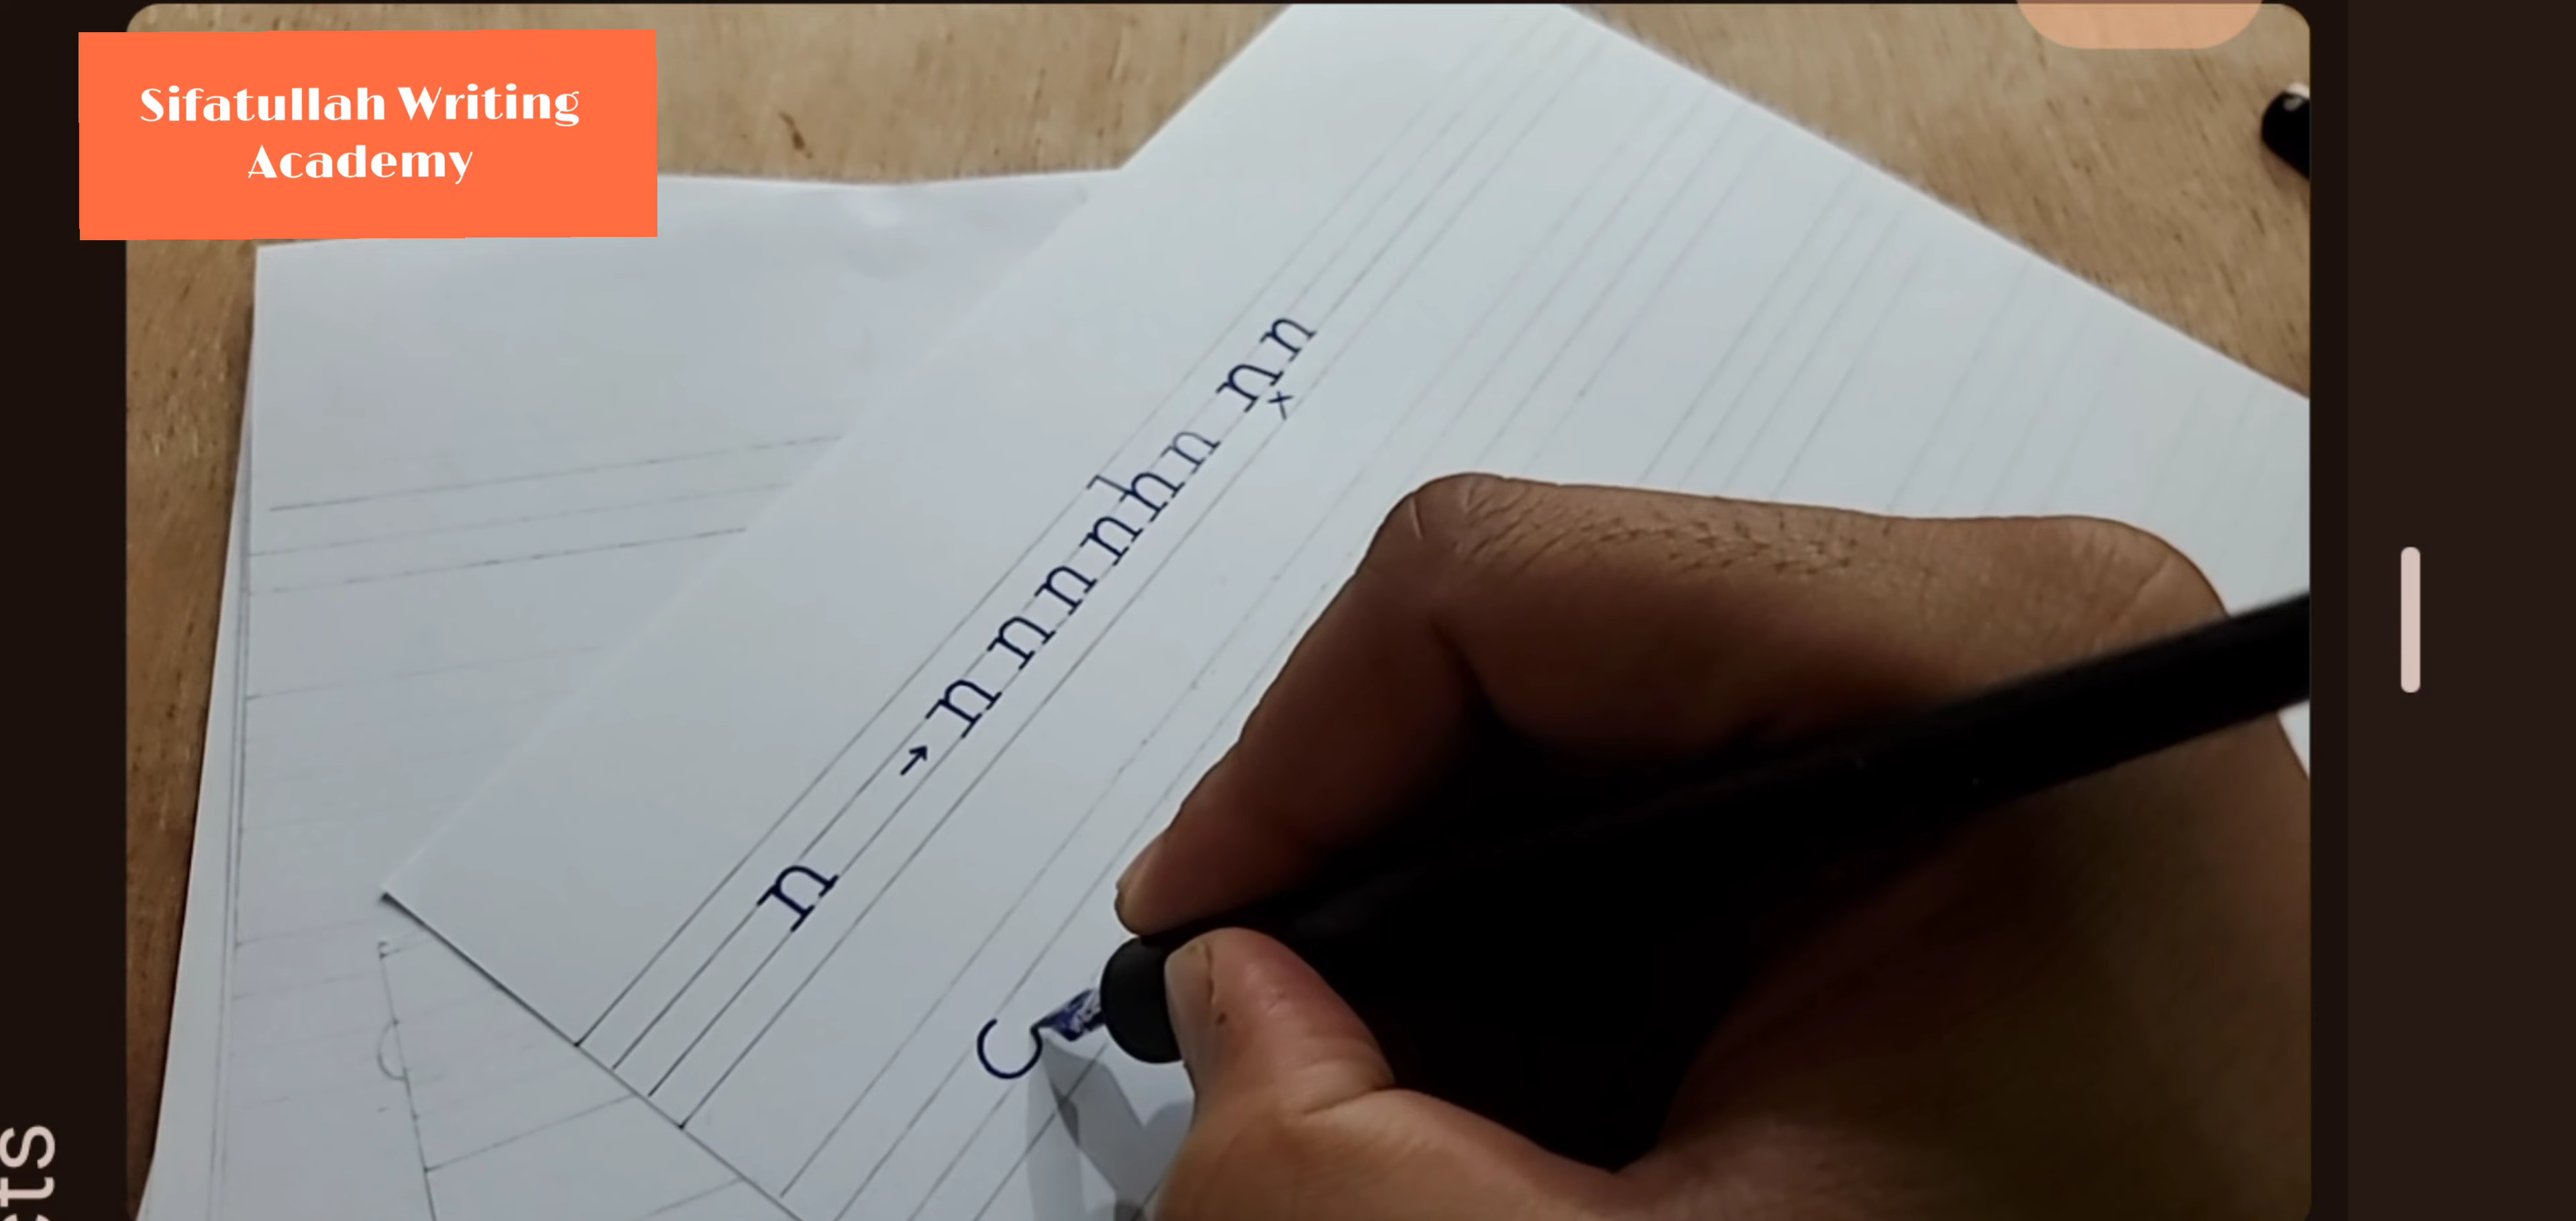 Sifatullah Writing
Academy
n → n n n n h n n n
x
C